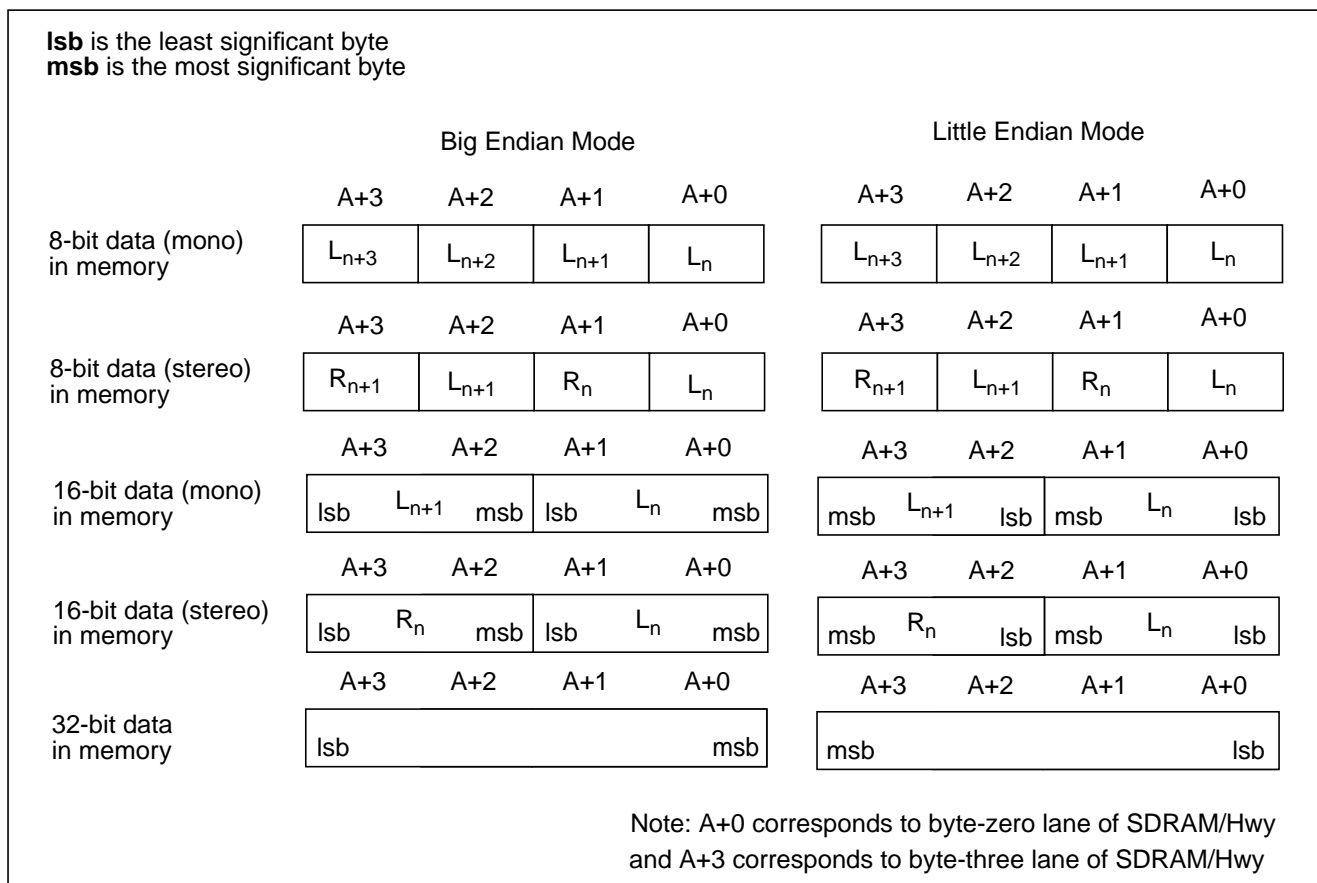 lsb is the least significant byte
msb is the most significant byte
Big Endian Mode
Little Endian Mode
A+3 A+2 A+1 A+0 A+3 A+2 A+1 A+0
8-bit data (mono)
in memory
Ln+3 Ln+2 Ln+1 Ln Ln+3 Ln+2 Ln+1 Ln
A+3 A+2 A+1 A+0 A+3 A+2 A+1 A+0
8-bit data (stereo)
in memory
Rn+1 Ln+1 Rn Ln Rn+1 Ln+1 Rn Ln
A+3 A+2 A+1 A+0 A+3 A+2 A+1 A+0
16-bit data (mono)
in memory
lsb Ln+1 msb lsb Ln msb msb Ln+1 lsb msb Ln lsb
A+3 A+2 A+1 A+0 A+3 A+2 A+1 A+0
16-bit data (stereo)
in memory
lsb Rn msb lsb Ln msb msb Rn lsb msb Ln lsb
A+3 A+2 A+1 A+0 A+3 A+2 A+1 A+0
32-bit data
in memory
lsb msb msb lsb
Note: A+0 corresponds to byte-zero lane of SDRAM/Hwy
and A+3 corresponds to byte-three lane of SDRAM/Hwy